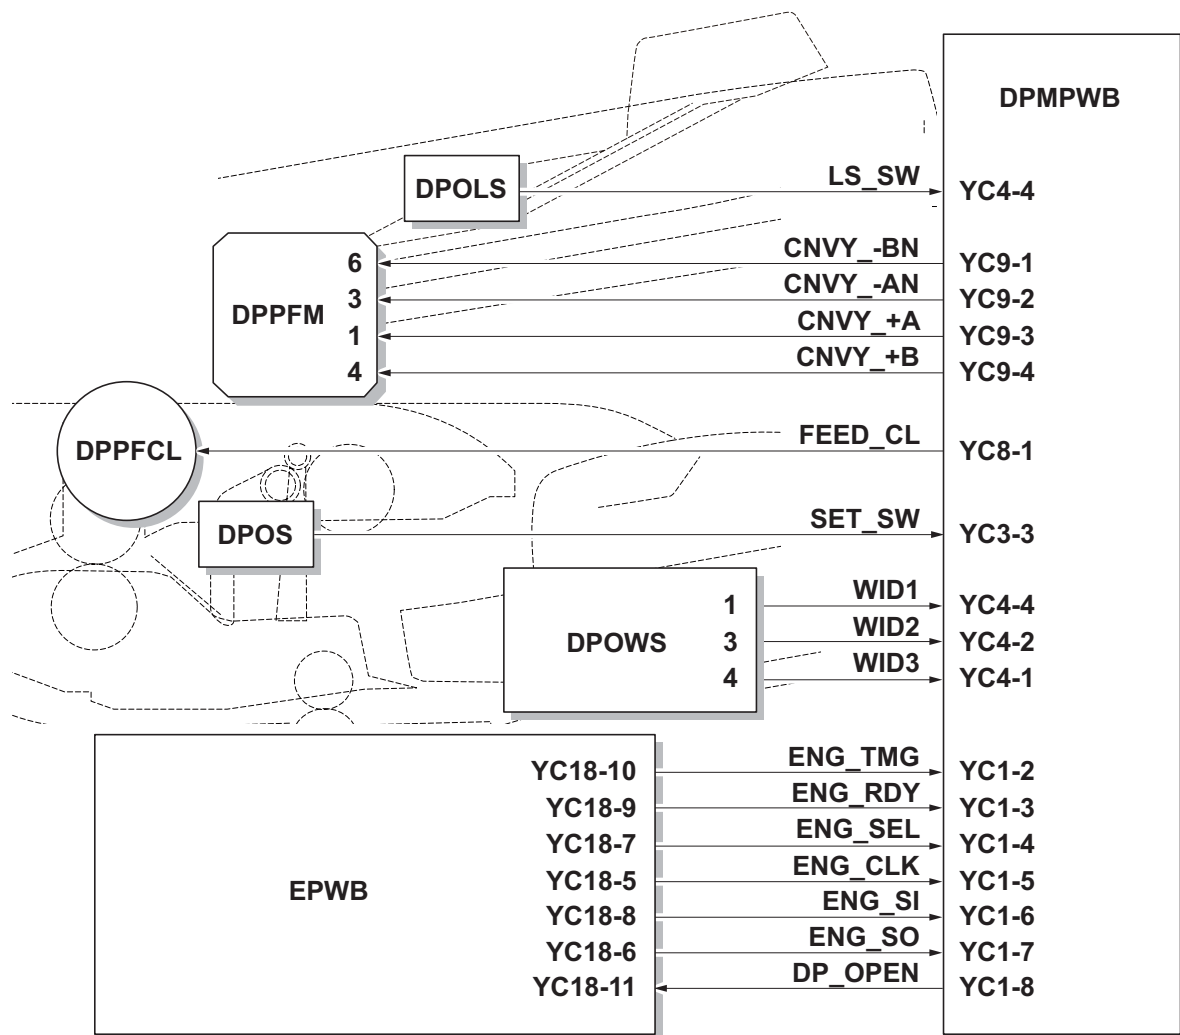 DPMPWB
DPOLS
LS_SW
YC4-4
DPPFM
6
CNVY_-BN
YC9-1
3
CNVY_-AN
YC9-2
1
CNVY_+A
YC9-3
4
CNVY_+B
YC9-4
DPPFCL
FEED_CL
YC8-1
DPOS
SET_SW
YC3-3
DPOWS
1
WID1
YC4-4
3
WID2
YC4-2
4
WID3
YC4-1
EPWB
YC18-10
ENG_TMG
YC1-2
YC18-9
ENG_RDY
YC1-3
YC18-7
ENG_SEL
YC1-4
YC18-5
ENG_CLK
YC1-5
YC18-8
ENG_SI
YC1-6
YC18-6
ENG_SO
YC1-7
YC18-11
DP_OPEN
YC1-8